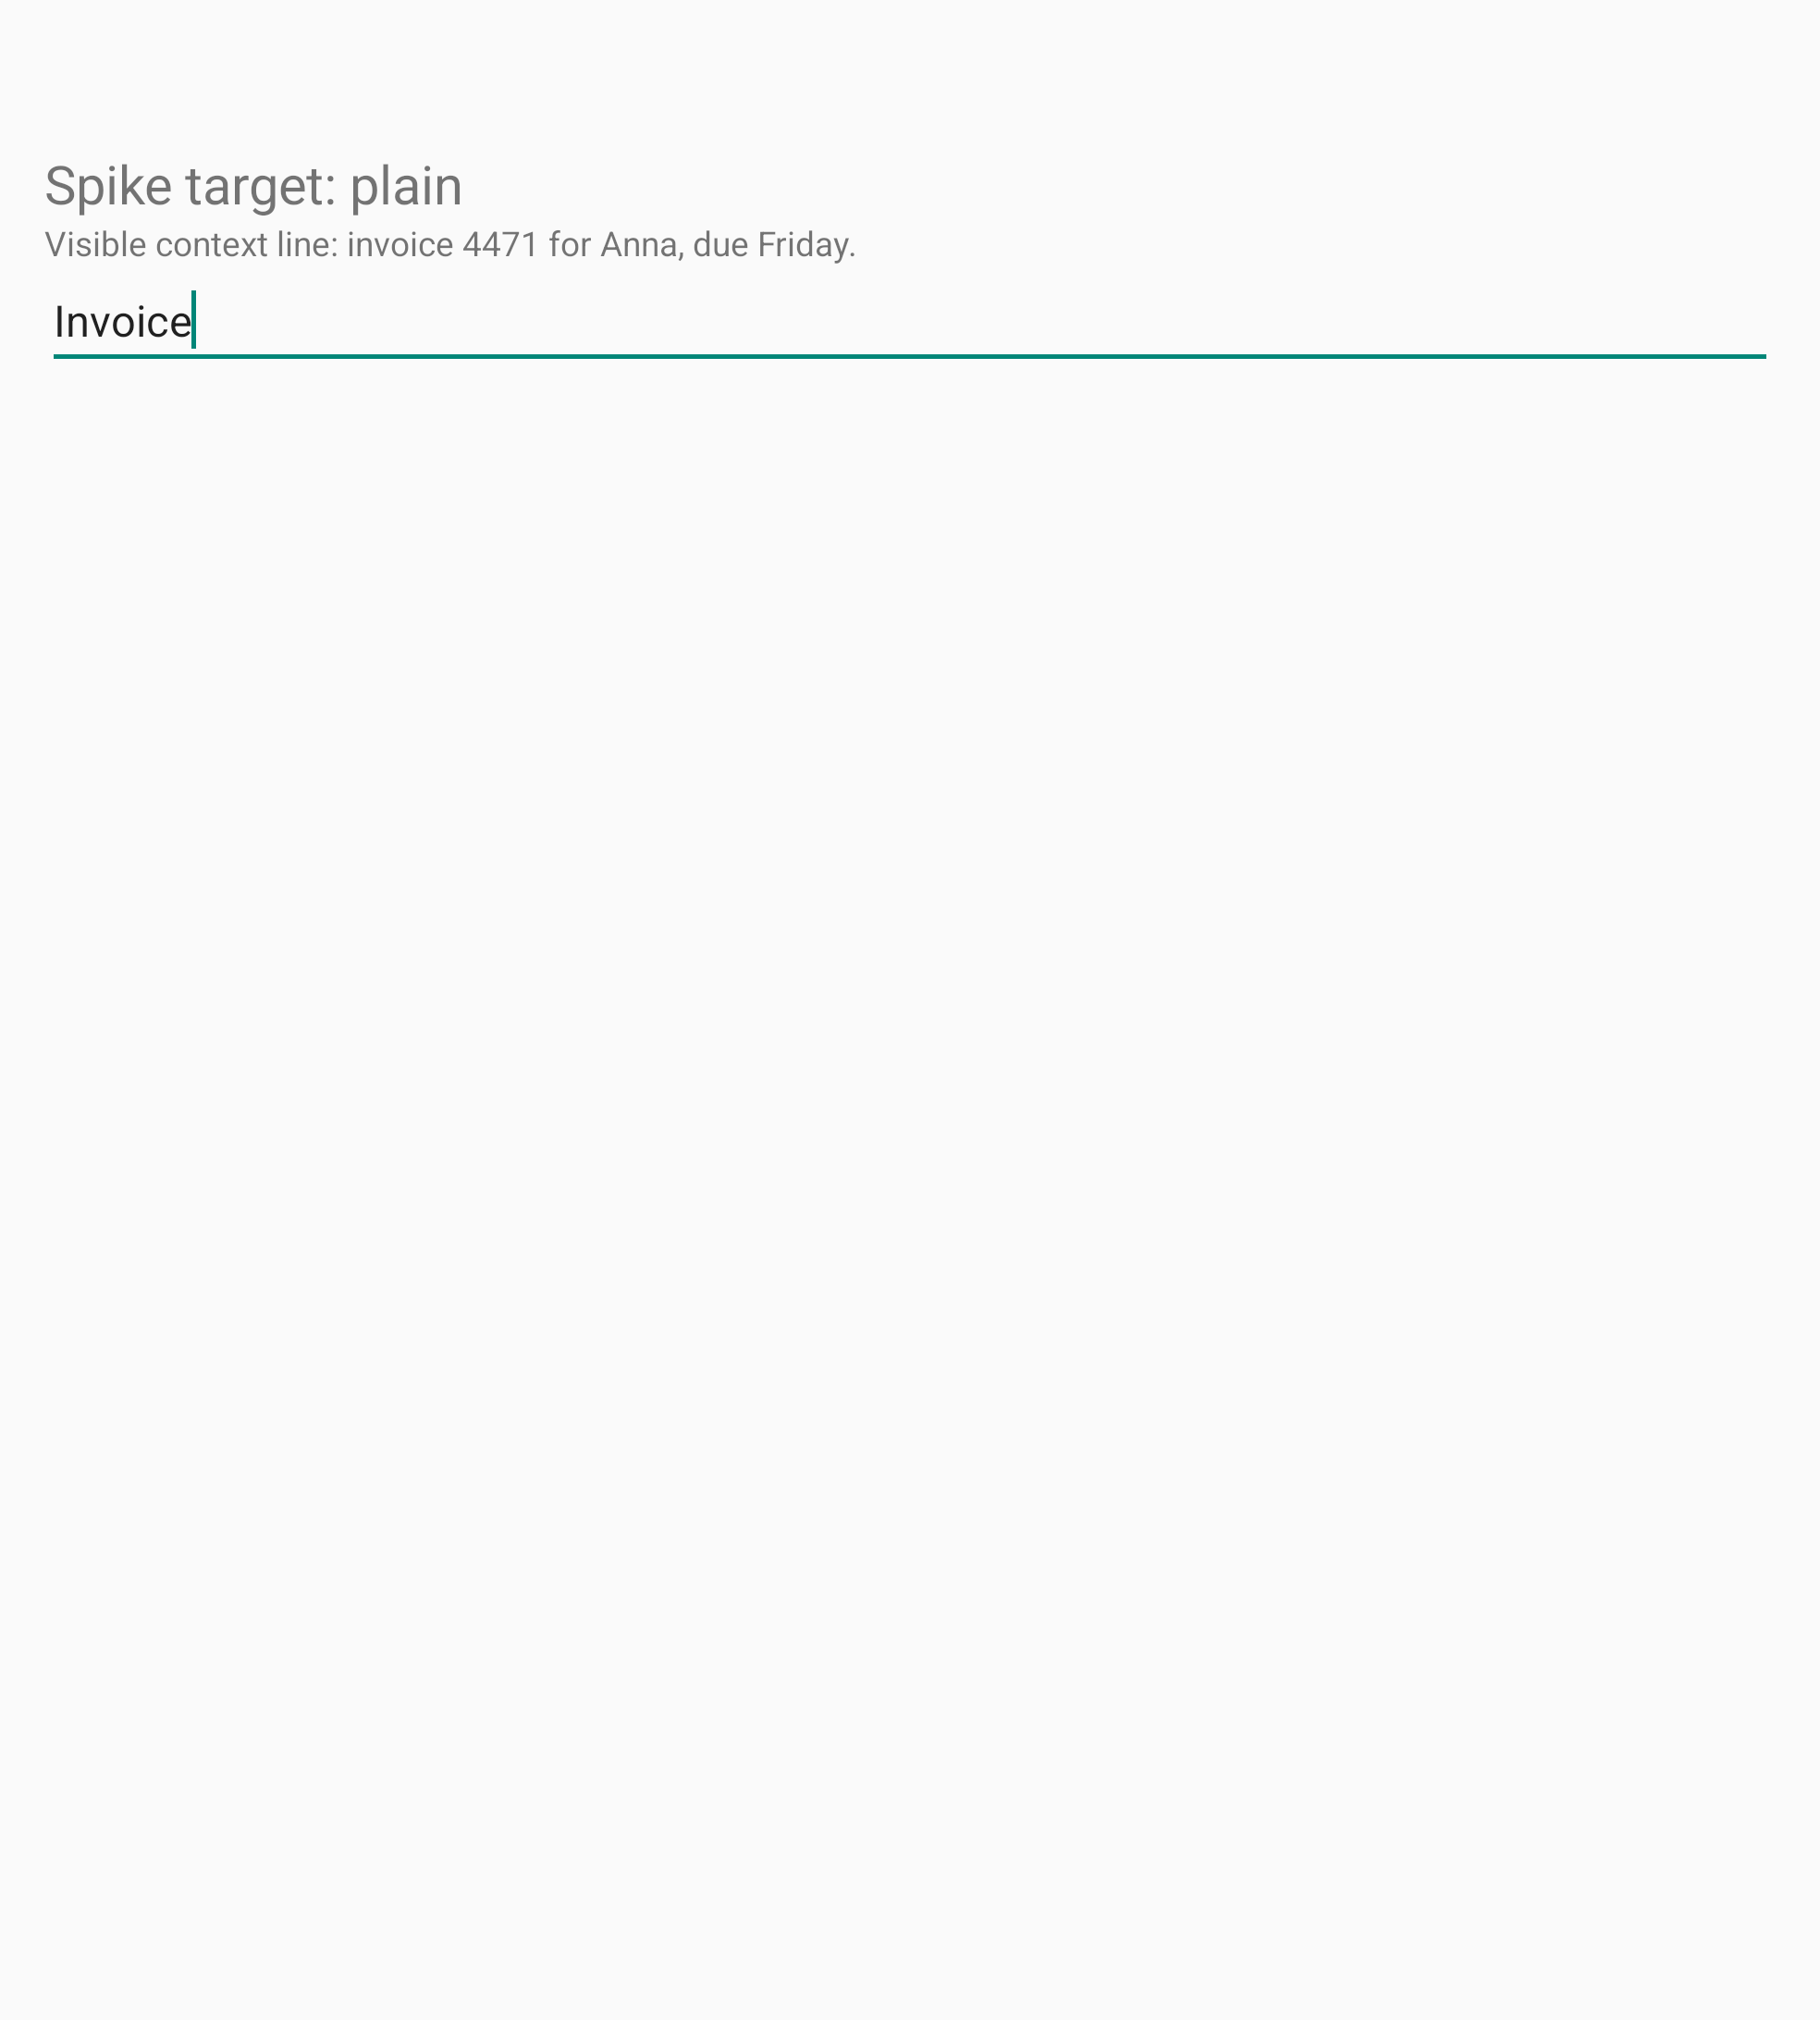 Spike target: plain
Visible context line: invoice 4471 for Anna, due Friday.
Invoice